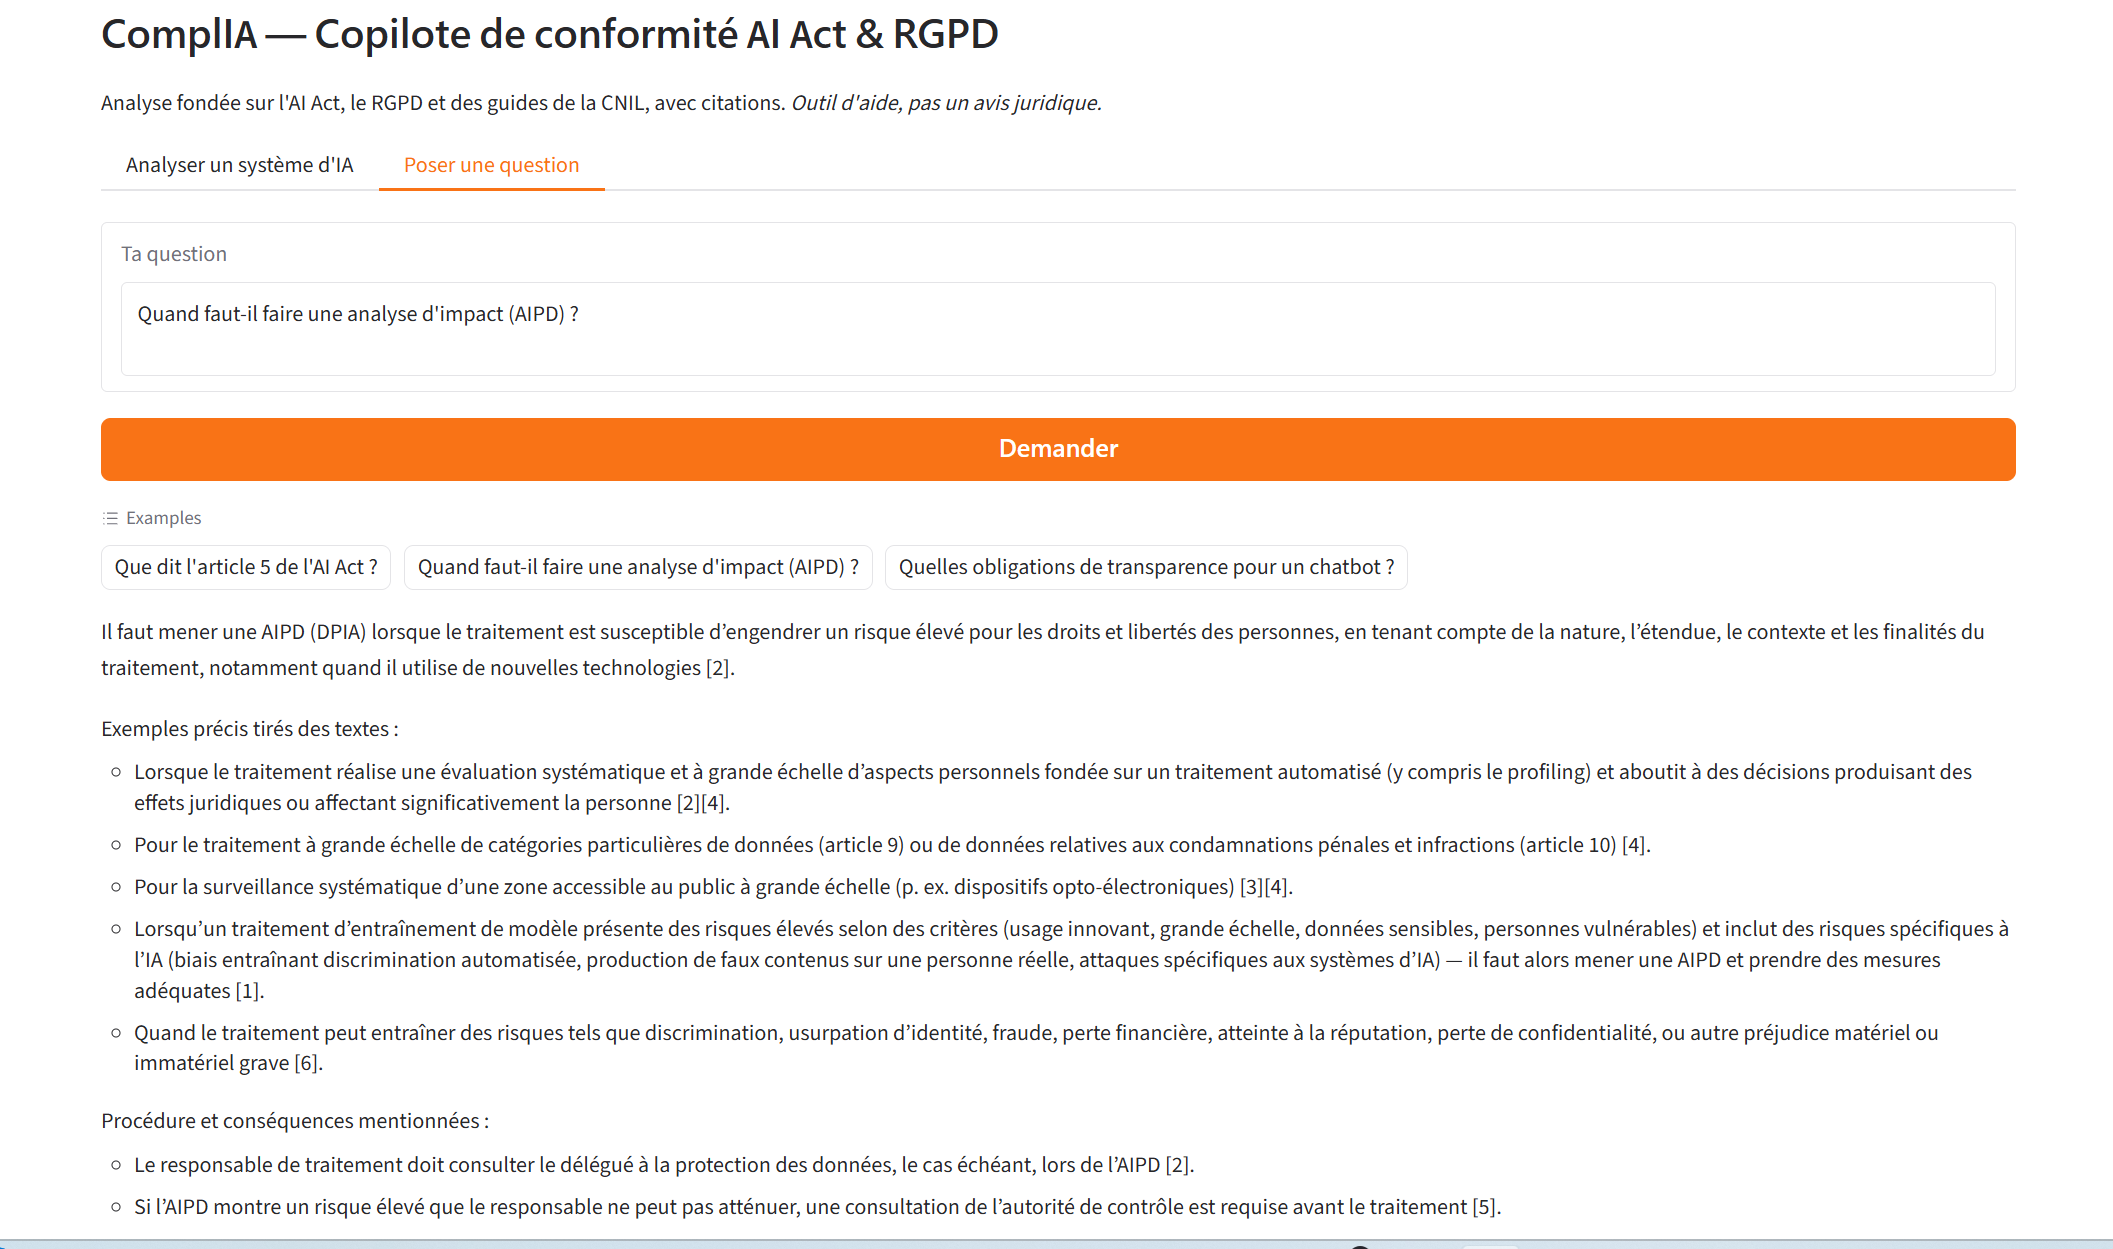 ComplIA — Copilote de conformité AI Act & RGPD
Analyse fondée sur l'AI Act, le RGPD et des guides de la CNIL, avec citations. Outil d'aide, pas un avis juridique.
Analyser un système d'IA
Poser une question
Ta question
Quand faut-il faire une analyse d'impact (AIPD) ?
Demander
Examples
Que dit l'article 5 de l'AI Act ?
Quand faut-il faire une analyse d'impact (AIPD) ?
Quelles obligations de transparence pour un chatbot ?
Il faut mener une AIPD (DPIA) lorsque le traitement est susceptible d’engendrer un risque élevé pour les droits et libertés des personnes, en tenant compte de la nature, l’étendue, le contexte et les finalités du
traitement, notamment quand il utilise de nouvelles technologies [2].
Exemples précis tirés des textes :
Lorsque le traitement réalise une évaluation systématique et à grande échelle d’aspects personnels fondée sur un traitement automatisé (y compris le profiling) et aboutit à des décisions produisant des
effets juridiques ou affectant significativement la personne [2][4].
Pour le traitement à grande échelle de catégories particulières de données (article 9) ou de données relatives aux condamnations pénales et infractions (article 10) [4].
Pour la surveillance systématique d’une zone accessible au public à grande échelle (p. ex. dispositifs opto-électroniques) [3][4].
Lorsqu’un traitement d’entraînement de modèle présente des risques élevés selon des critères (usage innovant, grande échelle, données sensibles, personnes vulnérables) et inclut des risques spécifiques à
l’IA (biais entraînant discrimination automatisée, production de faux contenus sur une personne réelle, attaques spécifiques aux systèmes d’IA) — il faut alors mener une AIPD et prendre des mesures
adéquates [1].
Quand le traitement peut entraîner des risques tels que discrimination, usurpation d’identité, fraude, perte financière, atteinte à la réputation, perte de confidentialité, ou autre préjudice matériel ou
immatériel grave [6].
Procédure et conséquences mentionnées :
Le responsable de traitement doit consulter le délégué à la protection des données, le cas échéant, lors de l’AIPD [2].
Si l’AIPD montre un risque élevé que le responsable ne peut pas atténuer, une consultation de l’autorité de contrôle est requise avant le traitement [5].